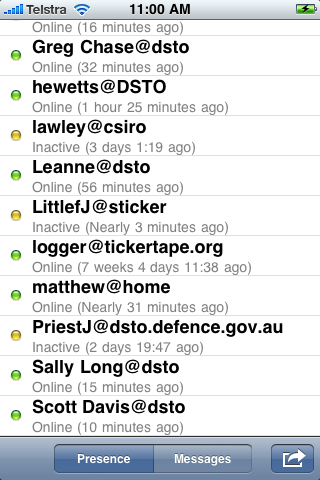 Telstra 11:00 AM
Online (16 minutes ago)
Greg Chase@dsto
Online (32 minutes ago)
hewetts@DSTO
Online (1 hour 25 minutes ago)
lawley@csiro
Inactive (3 days 1:19 ago)
Leanne@dsto
Online (56 minutes ago)
LittlefJ@sticker
Inactive (Nearly 3 minutes ago)
logger@tickertape.org
Online (7 weeks 4 days 11:38 ago)
matthew@home
Online (Nearly 31 minutes ago)
PriestJ@dsto.defence.gov.au
Inactive (2 days 19:47 ago)
Sally Long@dsto
Online (15 minutes ago)
Scott Davis@dsto
Online (10 minutes ago)
Presence Messages